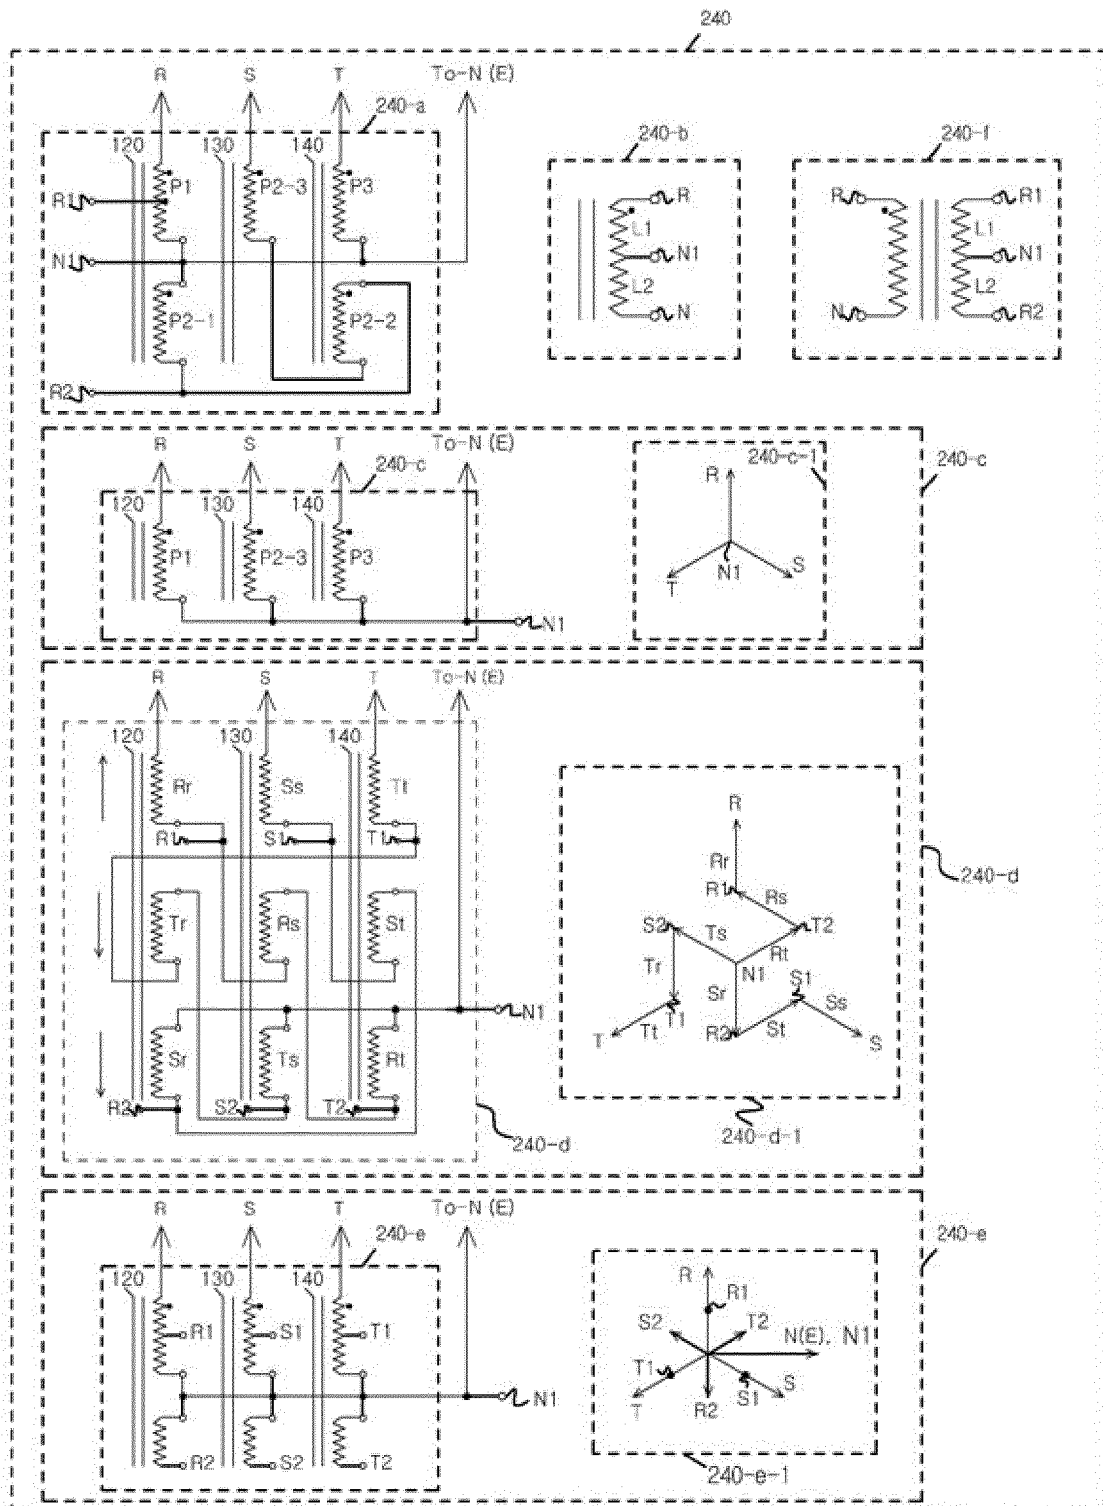 240
R S T To-N (E)
240-a
120 130 140
P1 P2-3 P3
R1
N1
P2-1 P2-2
R2
240-b
R
L1
N1
L2
N
240-f
R R1
L1
N1
L2
N R2
R S T To-N (E)
240-c
120 130 140
P1 P2-3 P3
N1
240-c-1
R
N1
T S
240-c
R S T To-N (E)
120 130 140
Rr Ss Tt
R1 S1 T1
Tr Rs St
N1
Sr Ts Rt
R2 S2 T2
240-d
R
Rr
R1 Rs
S2 Ts T2
Rt
Tr N1
Sr S1
Ss
T Tt T1 R2 St S
240-d-1
240-d
R S T To-N (E)
240-e
120 130 140
R1 S1 T1
N1
R2 S2 T2
R
R1
S2 T2
N(E), N1
T1
T R2 S1 S
240-e-1
240-e